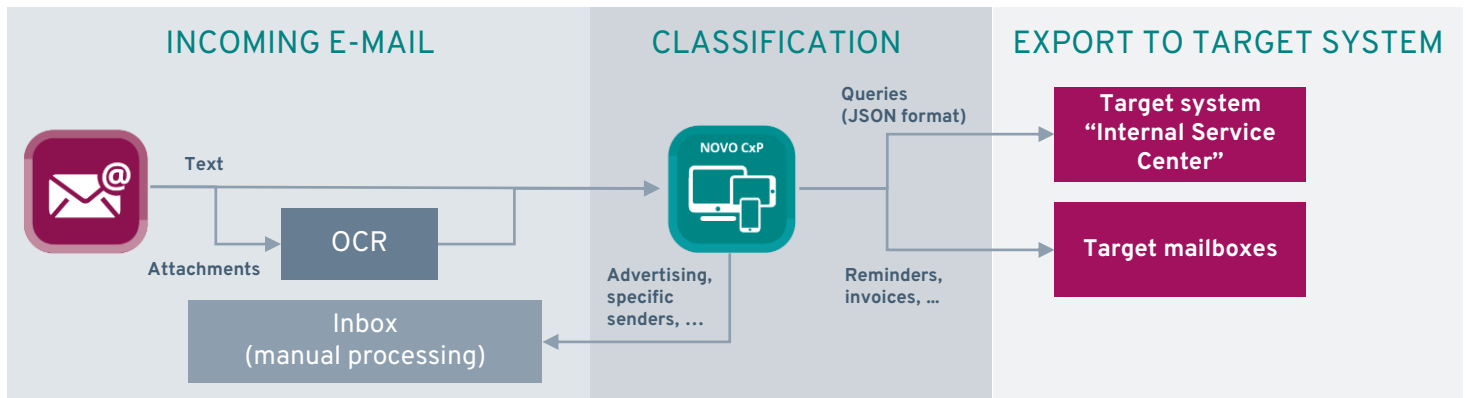 INCOMING E-MAIL
CLASSIFICATION
EXPORT TO TARGET SYSTEM
@
Text
Attachments
OCR
Inbox
(manual processing)
NOVO CxP
Advertising,
specific
senders, …
Queries
(JSON format)
Reminders,
invoices, ...
Target system
“Internal Service
Center”
Target mailboxes